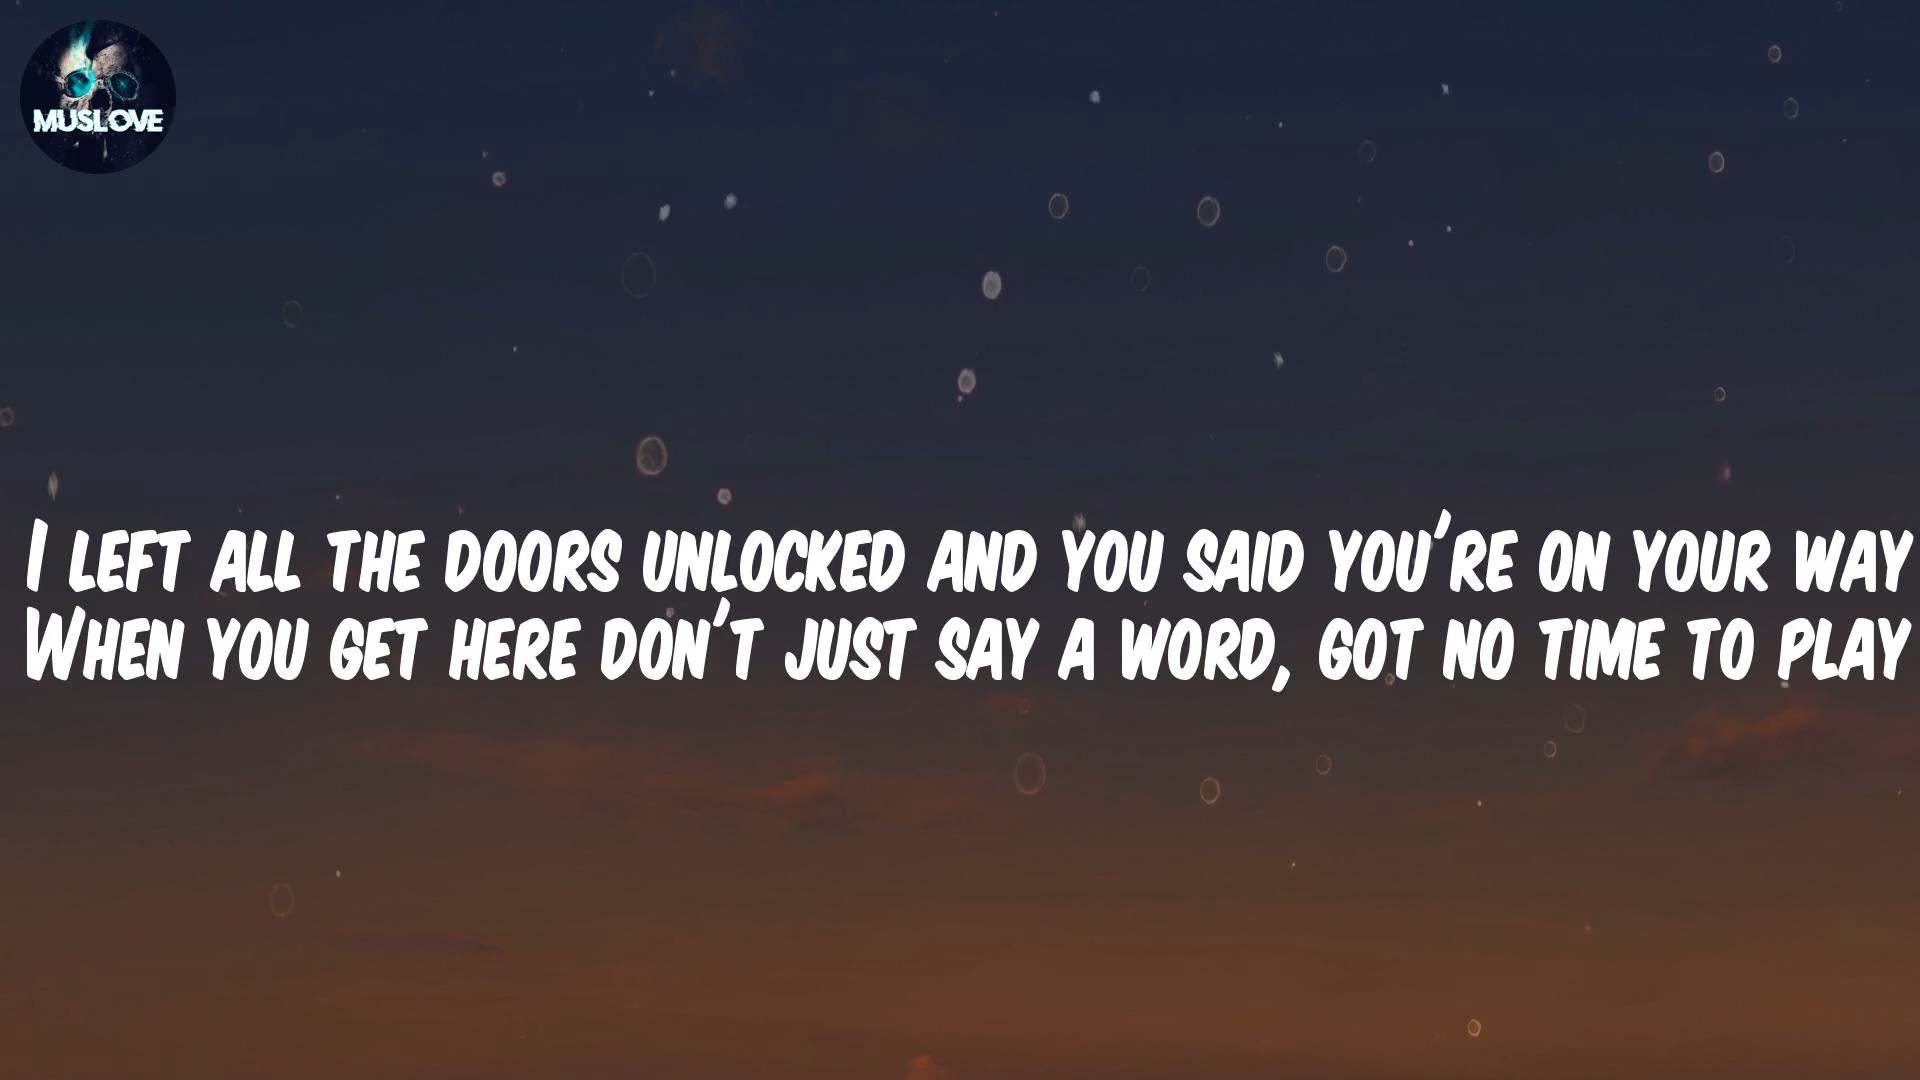 MUSLOVE
I LEFT ALL THE DOORS UNLOCKED AND YOU SAID YOU'RE ON YOUR WAY
WHEN YOU GET HERE DON'T JUST SAY A WORD, GOT NO TIME TO PLAY